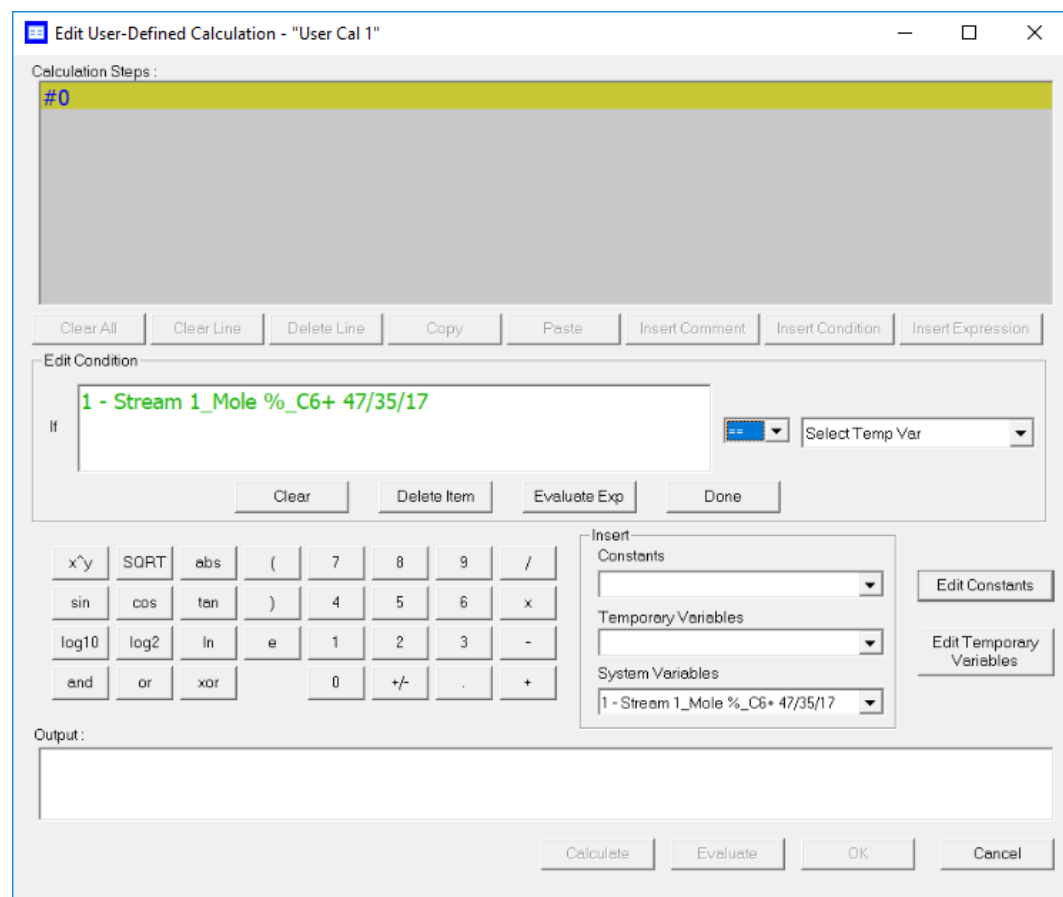 Edit User-Defined Calculation - "User Cal 1"
Calculation Steps :
#0
Clear All Clear Line Delete Line Copy Paste Insert Comment Insert Condition Insert Expression
Edit Condition
If 1 - Stream 1_Mole %_C6+ 47/35/17 == Select Temp Var
Clear Delete Item Evaluate Exp Done
Insert
Constants
x^y SQRT abs ( 7 8 9 /
Edit Constants
sin cos tan ) 4 5 6 x
Temporary Variables
log10 log2 ln e 1 2 3 -
Edit Temporary
Variables
System Variables
and or xor 0 +/- . +
1 - Stream 1_Mole %_C6+ 47/35/17
Output :
Calculate Evaluate OK Cancel